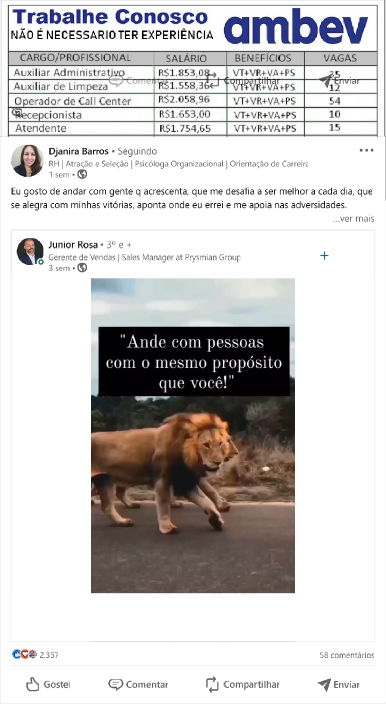 Trabalhe Conosco
NÃO É NECESSARIO TER EXPERIÊNCIA
ambev
CARGO/PROFISSIONAL SALÁRIO BENEFICIOS VAGAS
Auxiliar Administrativo R$1.853,08 VT+VR+VA+PS 35
Comentar Compartilhar Enviar
Auxiliar de Limpeza R$1.558,36 VT+VR+VA+PS 12
Operador de Call Center R$2.058,96 VT+VR+VA+PS 54
Recepcionista R$1.653,00 VT+VR+VA+PS 10
Atendente R$1.754,65 VT+VR+VA+PS 15
Djanira Barros • Seguindo
RH | Atração e Seleção | Psicóloga Organizacional | Orientação de Carreira
1 sem •
Eu gosto de andar com gente q acrescenta, que me desafia a ser melhor a cada dia, que
se alegra com minhas vitórias, aponta onde eu errei e me apoia nas adversidades.
...ver mais
Junior Rosa • 3º e +
Gerente de Vendas | Sales Manager at Prysmian Group
3 sem •
"Ande com pessoas
com o mesmo propósito
que você!"
2.357 58 comentários
Gostei Comentar Compartilhar Enviar